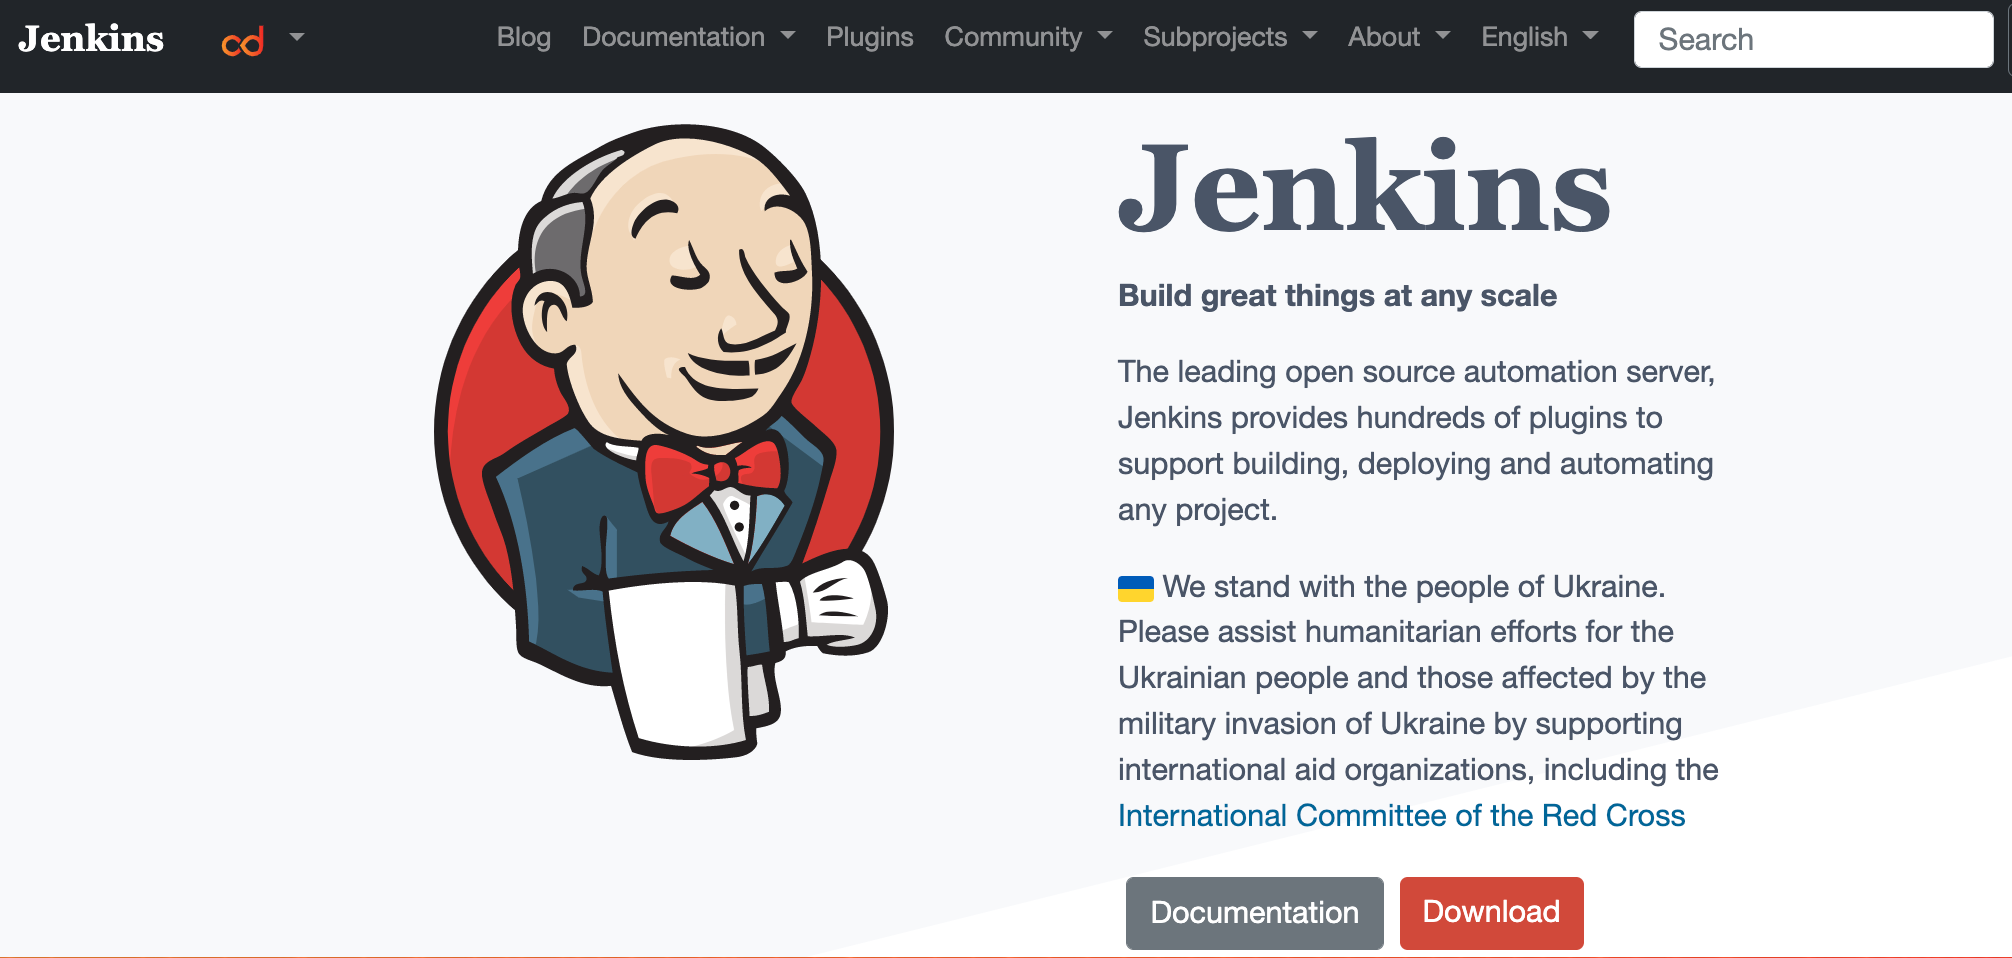 Jenkins
cd
Blog Documentation Plugins Community Subprojects About English Search
Jenkins
Build great things at any scale
The leading open source automation server,
Jenkins provides hundreds of plugins to
support building, deploying and automating
any project.
We stand with the people of Ukraine.
Please assist humanitarian efforts for the
Ukrainian people and those affected by the
military invasion of Ukraine by supporting
international aid organizations, including the
International Committee of the Red Cross
Documentation Download